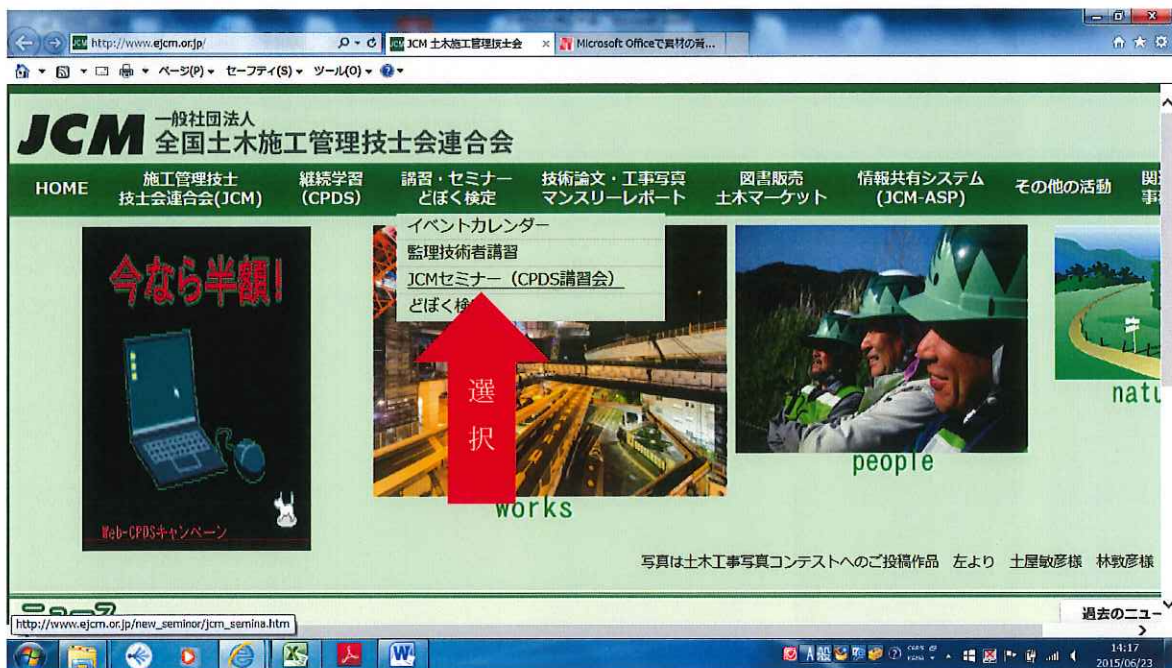 http://www.ejcm.or.jp/
JCM 土木施工管理技士会
Microsoft Officeで員材の背...
ページ(P)
セーフティ(S)
ツール(O)
JCM
一般社団法人
全国土木施工管理技士会連合会
HOME
施工管理技士
技士会連合会(JCM)
継続学習
(CPDS)
講習・セミナー
どぼく検定
技術論文・工事写真
マンスリーレポート
図書販売
土木マーケット
情報共有システム
(JCM-ASP)
その他の活動
イベントカレンダー
監理技術者講習
JCMセミナー（CPDS講習会）
どぼく検
選
択
今なら半額!
Web-CPDSキャンペーン
works
people
natu
写真は土木工事写真コンテストへのご投稿作品 左より 土屋敏彦様 林敦彦様
ニュース
過去のニュー
http://www.ejcm.or.jp/new_seminor/jcm_semina.htm
A 般
14:17
2015/06/23